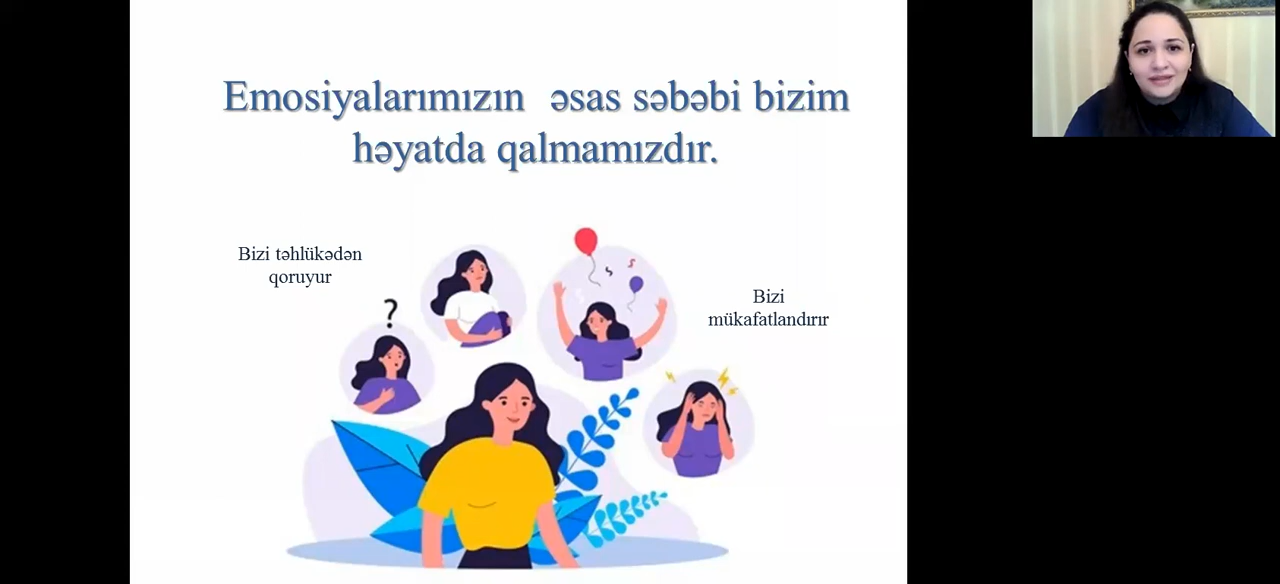 Emosiyalarımızın əsas səbəbi bizim
həyatda qalmamızdır.
Bizi təhlükədən
qoruyur
Bizi
mükafatlandırır
?